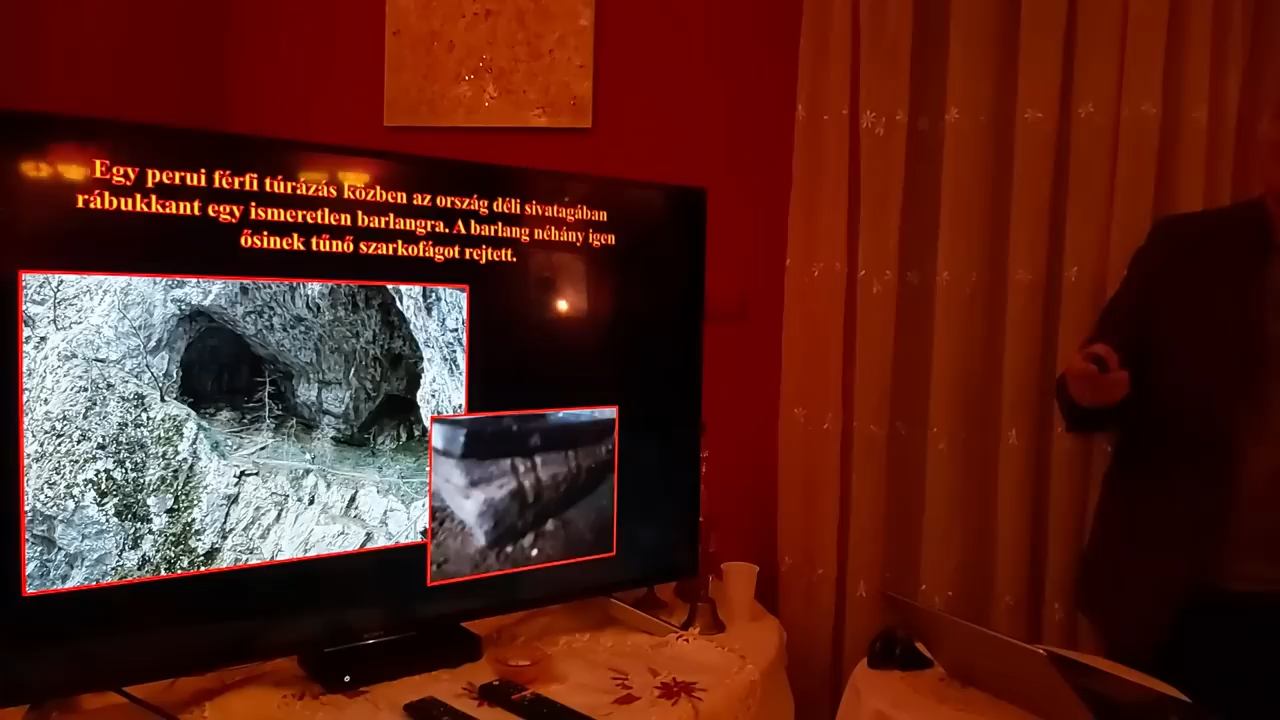 Egy perui férfi túrázás közben az ország déli sivatagában
rábukkant egy ismeretlen barlangra. A barlang néhány igen
ősinek tűnő szarkofágot rejtett.